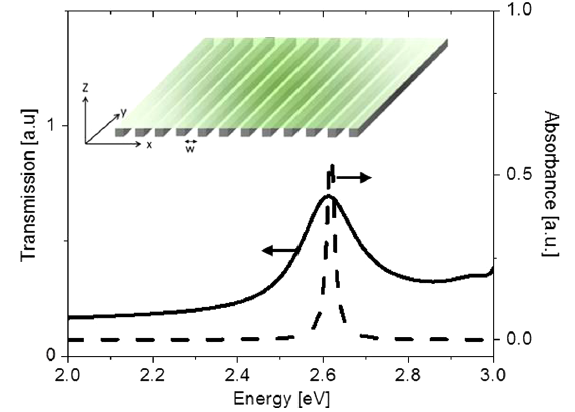 1.0
z
y
x
w
1
0.5
0.0
0
Transmission [a.u]
Absorbance [a.u.]
2.0 2.2 2.4 2.6 2.8 3.0
Energy [eV]